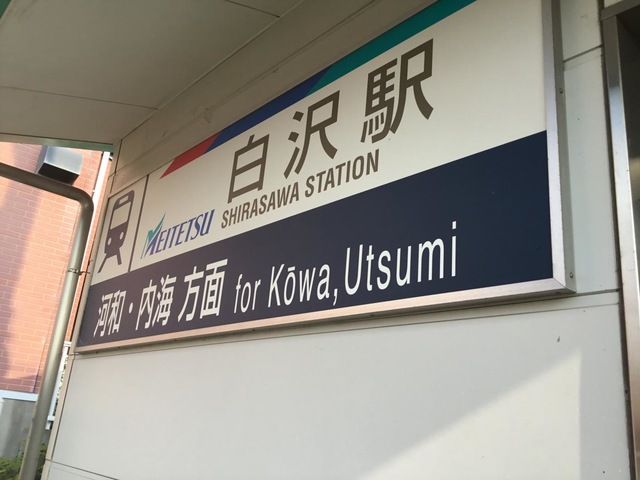 白沢駅
MEITETSU SHIRASAWA STATION
河和・内海 方面 for Kōwa, Utsumi